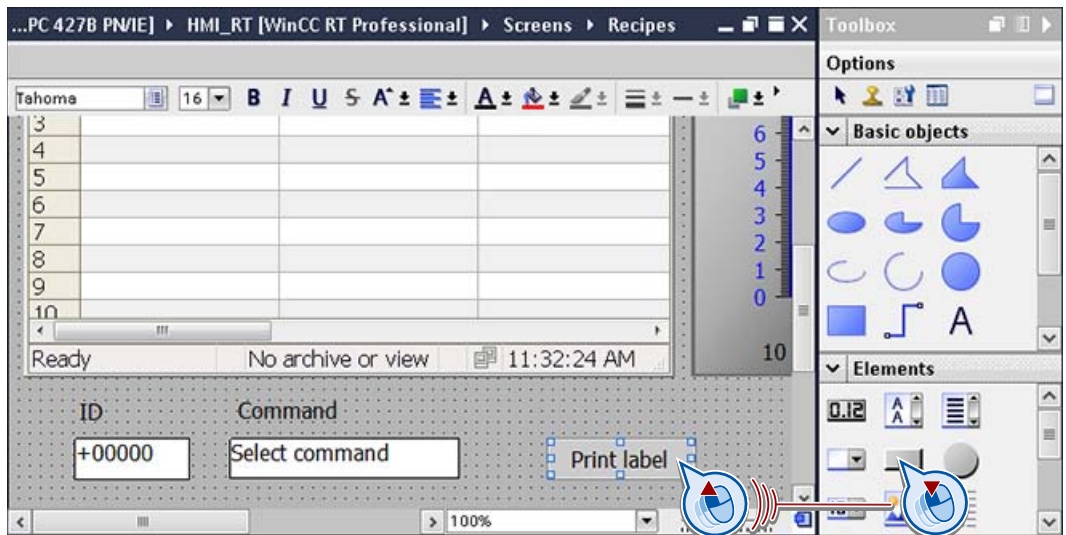 ...PC 427B PN/IE] ▸ HMI_RT [WinCC RT Professional] ▸ Screens ▸ Recipes
Toolbox
Options
Tahoma 16 B I U S A A
Basic objects
3
4
5
6
7
8
9
10
6
5
4
3
2
1
0
10
A
Ready No archive or view 11:32:24 AM
Elements
0.12
A
A
ID Command
+00000 Select command Print label
100%